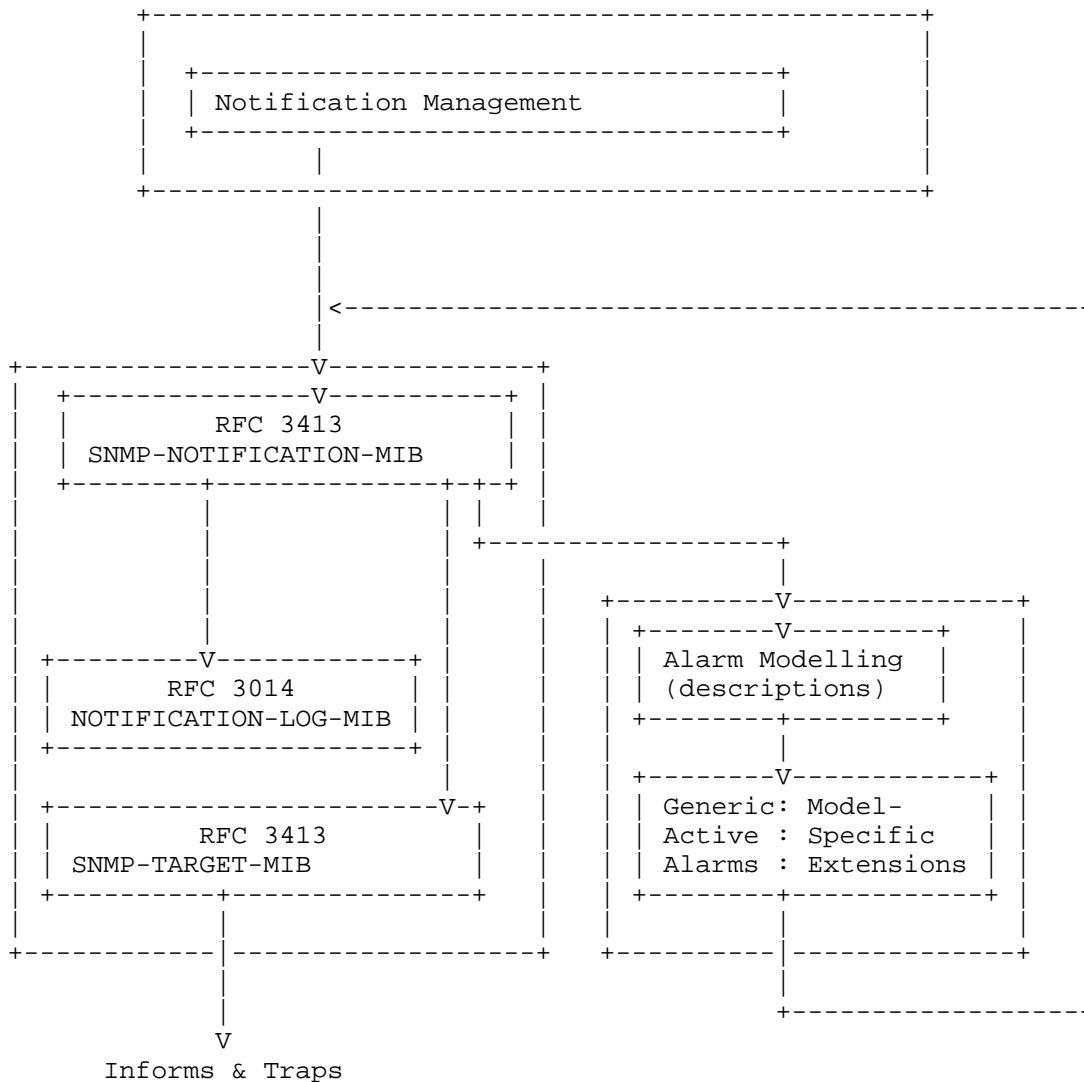 Notification Management
RFC 3413
SNMP-NOTIFICATION-MIB
Alarm Modelling
(descriptions)
RFC 3014
NOTIFICATION-LOG-MIB
Generic: Model-
Active : Specific
Alarms : Extensions
RFC 3413
SNMP-TARGET-MIB
Informs & Traps